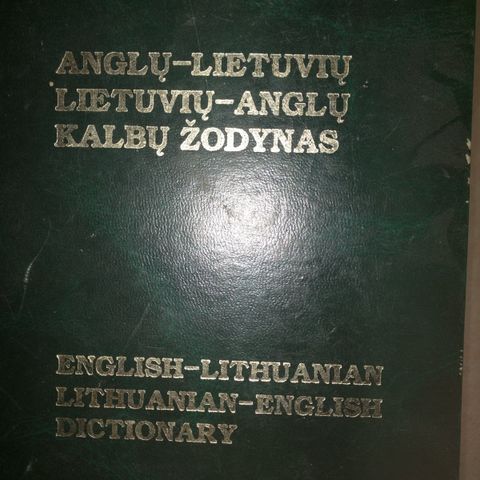 ANGLŲ-LIETUVIŲ
LIETUVIŲ-ANGLŲ
KALBŲ ŽODYNAS
ENGLISH-LITHUANIAN
LITHUANIAN-ENGLISH
DICTIONARY